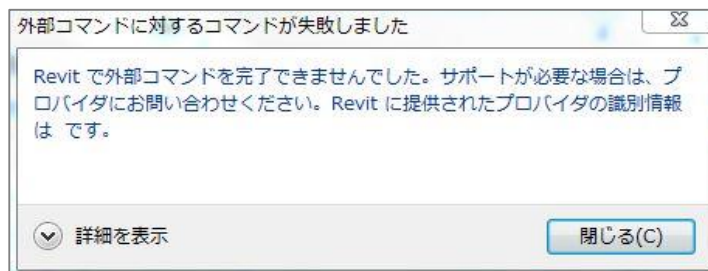 外部コマンドに対するコマンドが失敗しました
Revit で外部コマンドを完了できませんでした。サポートが必要な場合は、プ
ロバイダにお問い合わせください。Revit に提供されたプロバイダの識別情報
は です。
詳細を表示
閉じる(C)